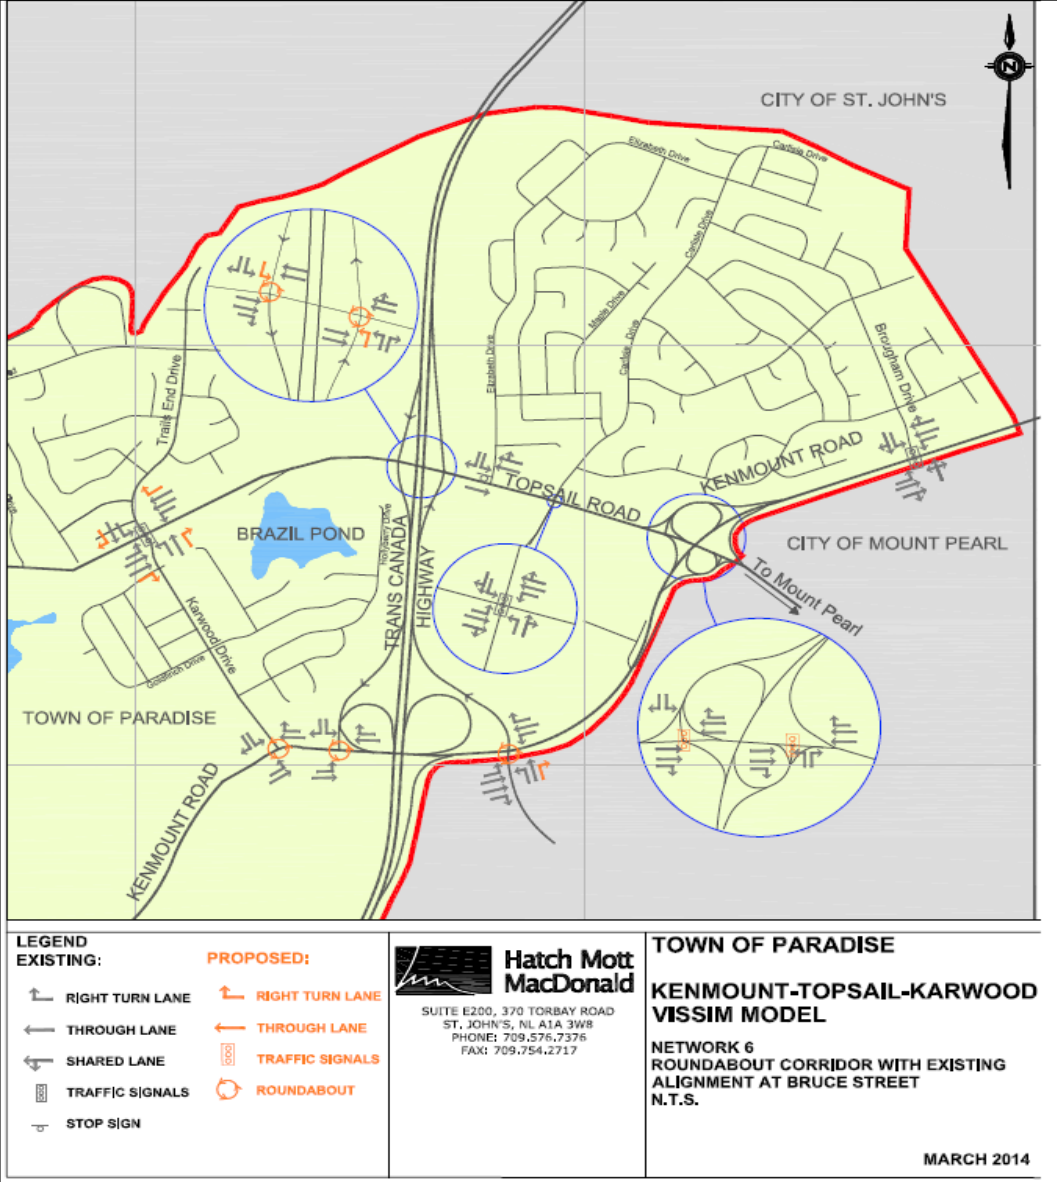 N
CITY OF ST. JOHN'S
Elizabeth Drive
Carlisle Drive
Carlisle Drive
Maple Drive
Carlisle Drive
Elizabeth Drive
Brougham Drive
Trails End Drive
KENMOUNT ROAD
TOPSAIL ROAD
BRAZIL POND
TRANS CANADA
HIGHWAY
CITY OF MOUNT PEARL
To Mount Pearl
Karwood Drive
Goldfinch Drive
TOWN OF PARADISE
KENMOUNT ROAD
LEGEND
EXISTING:
RIGHT TURN LANE
THROUGH LANE
SHARED LANE
TRAFFIC SIGNALS
STOP SIGN
PROPOSED:
RIGHT TURN LANE
THROUGH LANE
TRAFFIC SIGNALS
ROUNDABOUT
Hatch Mott
MacDonald
SUITE E200, 370 TORBAY ROAD
ST. JOHN'S, NL A1A 3W8
PHONE: 709.576.7376
FAX: 709.754.2717
TOWN OF PARADISE
KENMOUNT-TOPSAIL-KARWOOD
VISSIM MODEL
NETWORK 6
ROUNDABOUT CORRIDOR WITH EXISTING
ALIGNMENT AT BRUCE STREET
N.T.S.
MARCH 2014